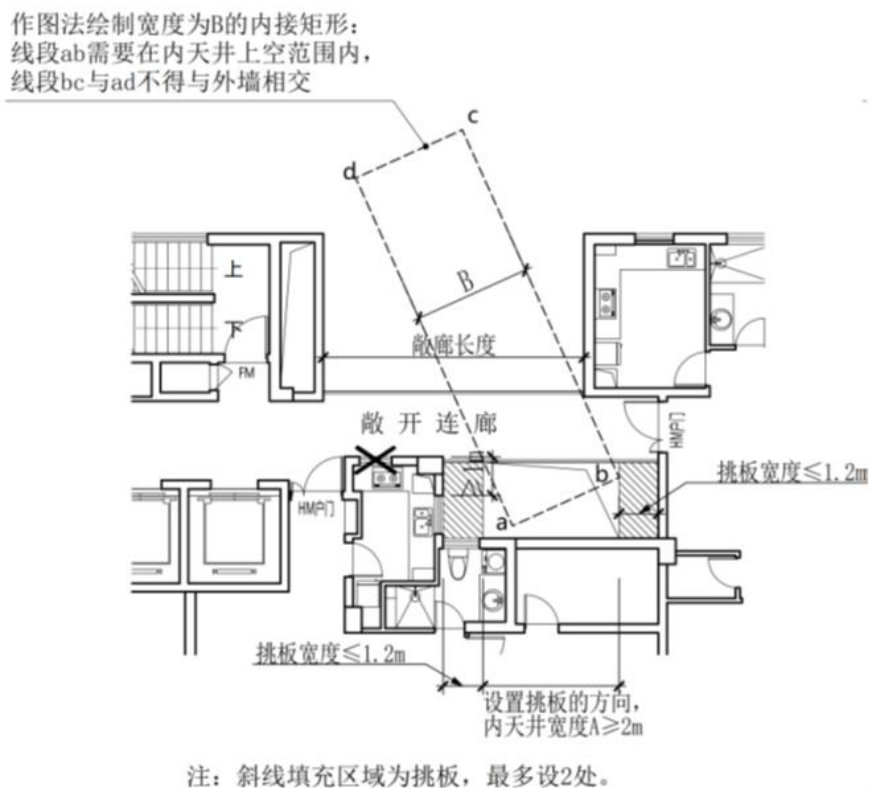 作图法绘制宽度为B的内接矩形：
线段ab需要在内天井上空范围内，
线段bc与ad不得与外墙相交
c
d
上
B
下
敞廊长度
FM
敞开连廊
HM户门
b
挑板宽度≤1.2m
HM户门
a
挑板宽度≤1.2m
设置挑板的方向，
内天井宽度A≥2m
注：斜线填充区域为挑板，最多设2处。